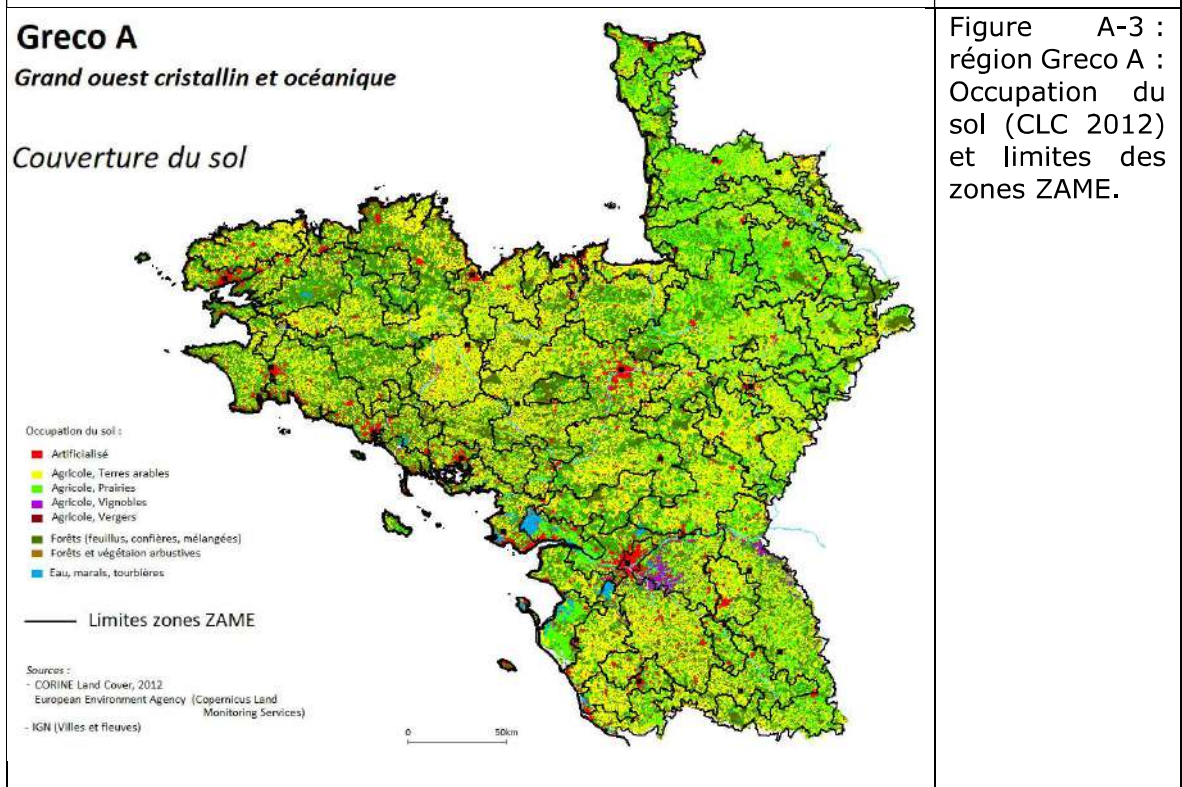 Greco A
Grand ouest cristallin et océanique
Couverture du sol
Occupation du sol :
Artificialisé
Agricole, Terres arables
Agricole, Prairies
Agricole, Vignobles
Agricole, Vergers
Forêts (feuillus, confières, mélangées)
Forêts et végétaion arbustives
Eau, marais, tourbières
Limites zones ZAME
Sources :
- CORINE Land Cover, 2012
European Environment Agency (Copernicus Land
Monitoring Services)
- IGN (Villes et fleuves)
0 50km
Figure A-3 :
région Greco A :
Occupation du
sol (CLC 2012)
et limites des
zones ZAME.